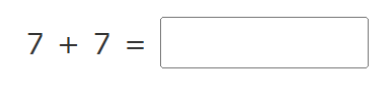 7 + 7 =